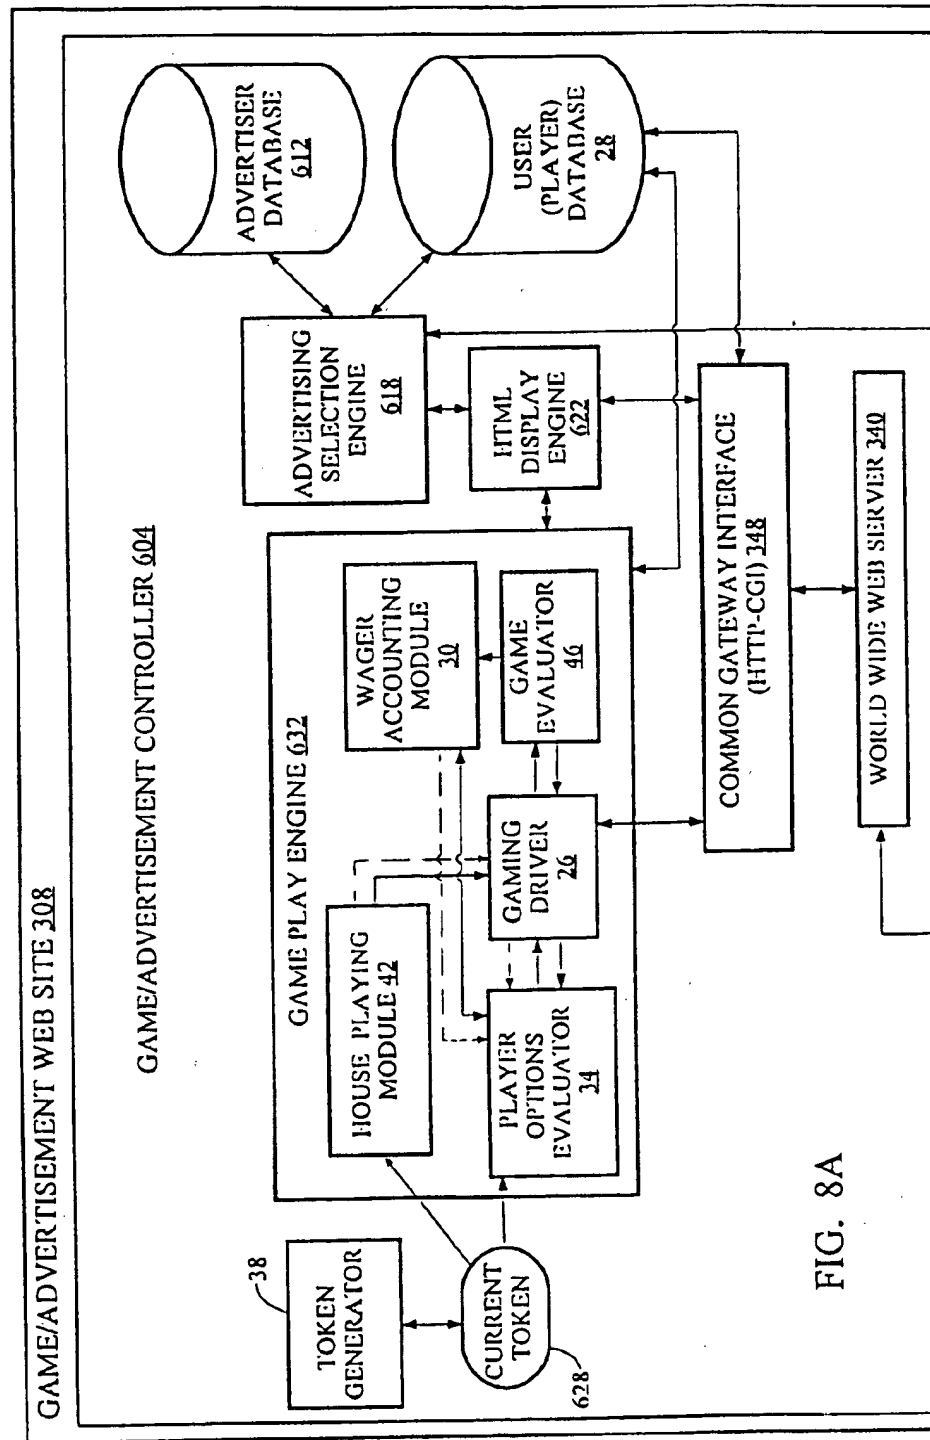 GAME/ADVERTISEMENT WEB SITE 308
GAME/ADVERTISEMENT CONTROLLER 604
38
TOKEN
GENERATOR
CURRENT
TOKEN
628
GAME PLAY ENGINE 632
HOUSE PLAYING
MODULE 42
WAGER
ACCOUNTING
MODULE
30
PLAYER
OPTIONS
EVALUATOR
34
GAMING
DRIVER
26
GAME
EVALUATOR
46
ADVERTISING
SELECTION
ENGINE
618
HTML
DISPLAY
ENGINE
622
ADVERTISER
DATABASE
612
USER
(PLAYER)
DATABASE
28
COMMON GATEWAY INTERFACE
(HTTP-CGI) 348
WORLD WIDE WEB SERVER 340
FIG. 8A